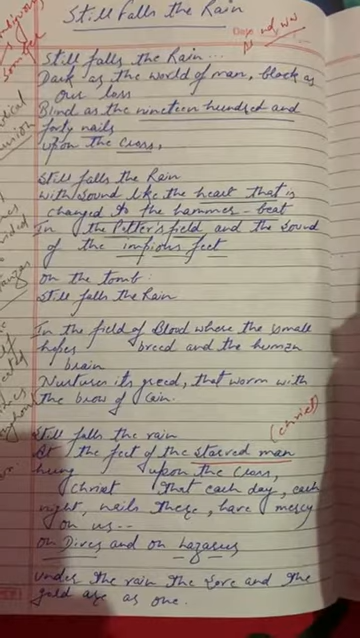 Still Falls the Rain
Still falls the Rain...
Dark as the world of man, black as
our loss
Blind as the nineteen hundred and
forty nails
upon the Cross,
Still falls the Rain
with Sound like the heart that is
changed to the hammer-beat
In the Potter's field and the Sound
of the impious feet
on the tomb:
Still falls the Rain
In the field of Blood where the small
hopes breed and the human
brain
Nurtures its greed, that worm with
the brow of Cain.
(Christ)
Still falls the rain
At the feet of the Starved man
hung upon the Cross,
Christ that each day, each
night, nails there, have mercy
on us--
on Dives and on Lazarus
under the rain the Sore and the
gold are as one.